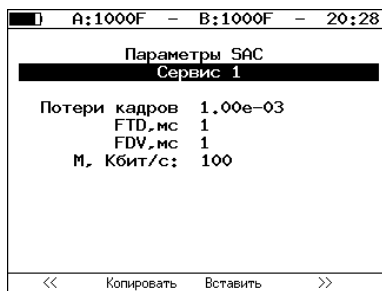 A:1000F – B:1000F – 20:28
Параметры SAC
Сервис 1
Потери кадров 1.00e-03
FTD,мс 1
FDV,мс 1
М, Кбит/с: 100
<< Копировать Вставить >>